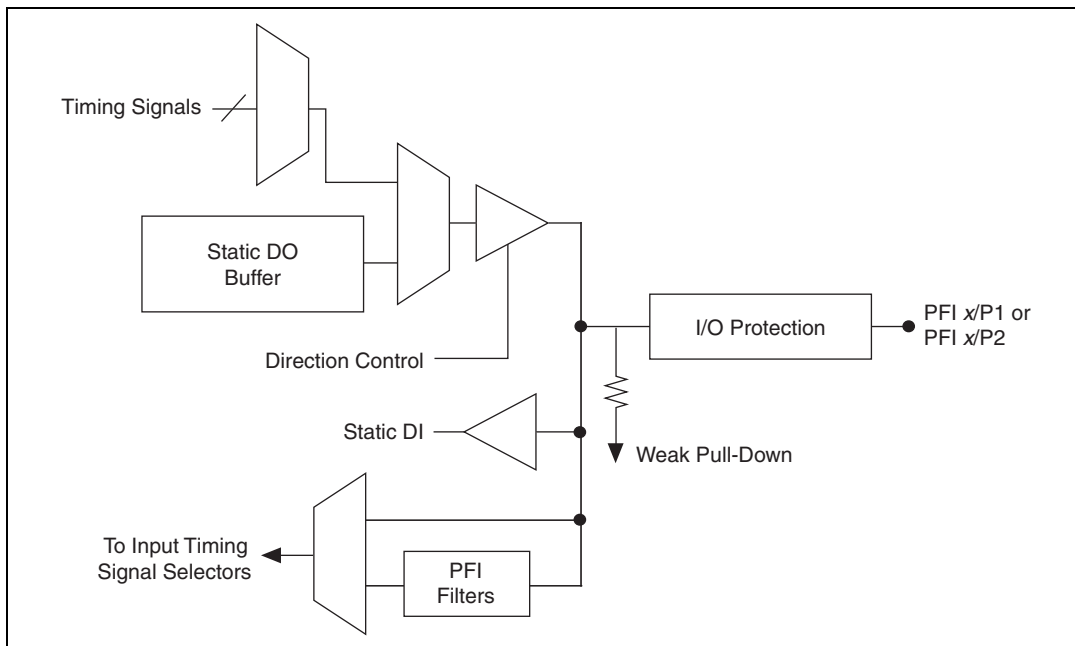 Timing Signals
Static DO
Buffer
Direction Control
I/O Protection
PFI x/P1 or
PFI x/P2
Static DI
Weak Pull-Down
To Input Timing
Signal Selectors
PFI
Filters